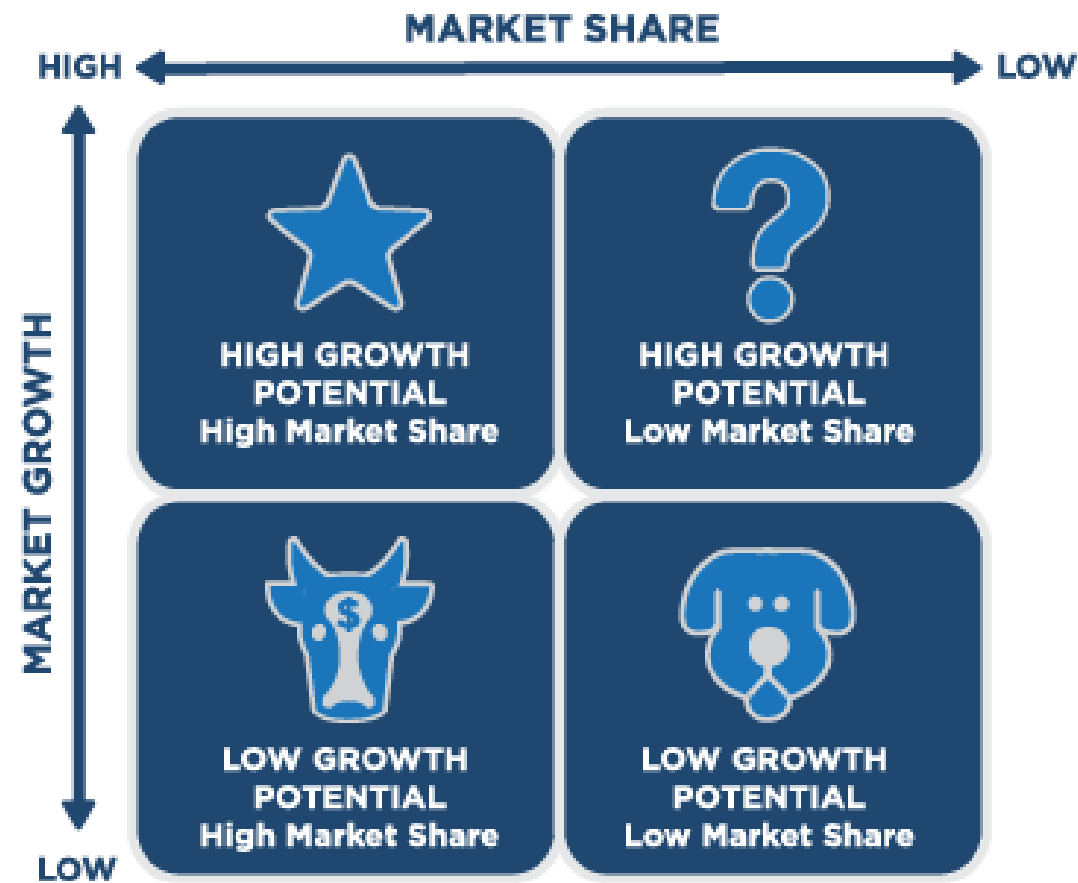 MARKET SHARE
HIGH
LOW
MARKET GROWTH
HIGH GROWTH
POTENTIAL
High Market Share
HIGH GROWTH
POTENTIAL
Low Market Share
$
LOW GROWTH
POTENTIAL
High Market Share
LOW GROWTH
POTENTIAL
Low Market Share
LOW